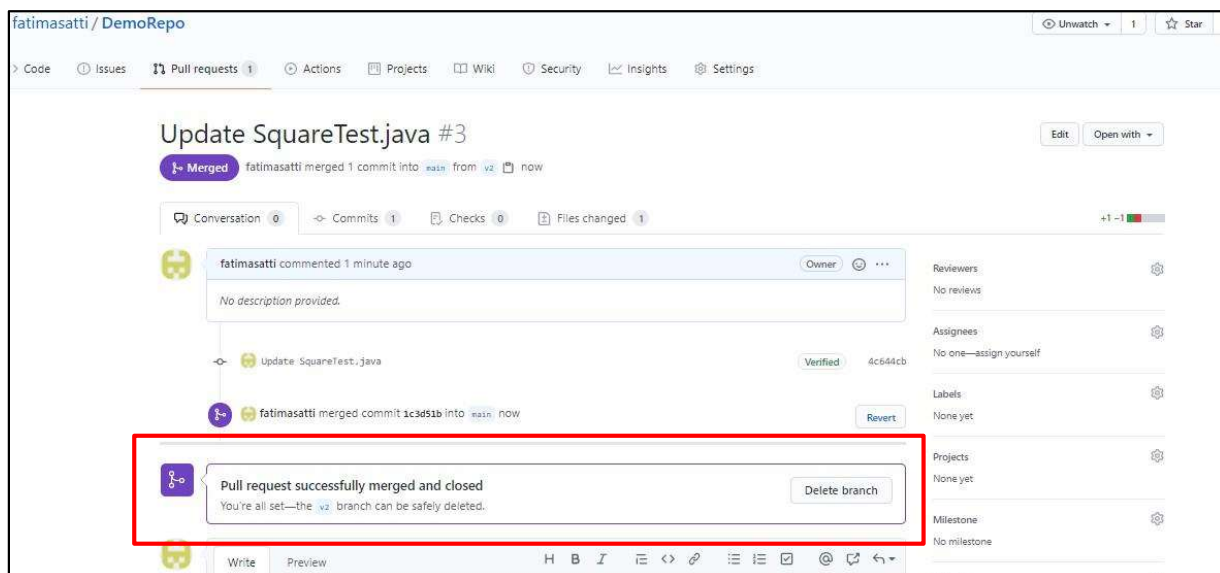 fatimasatti / DemoRepo
Unwatch 1 Star
Code Issues Pull requests 1 Actions Projects Wiki Security Insights Settings
Update SquareTest.java #3
Edit Open with
Merged fatimasatti merged 1 commit into main from v2 now
Conversation 0 Commits 1 Checks 0 Files changed 1
+1 −1
fatimasatti commented 1 minute ago Owner
No description provided.
Reviewers
No reviews
Assignees
No one—assign yourself
Update SquareTest.java Verified 4c644cb
Labels
None yet
fatimasatti merged commit 1c3d51b into main now Revert
Projects
None yet
Pull request successfully merged and closed
You're all set—the v2 branch can be safely deleted.
Delete branch
Milestone
No milestone
Write Preview H B I